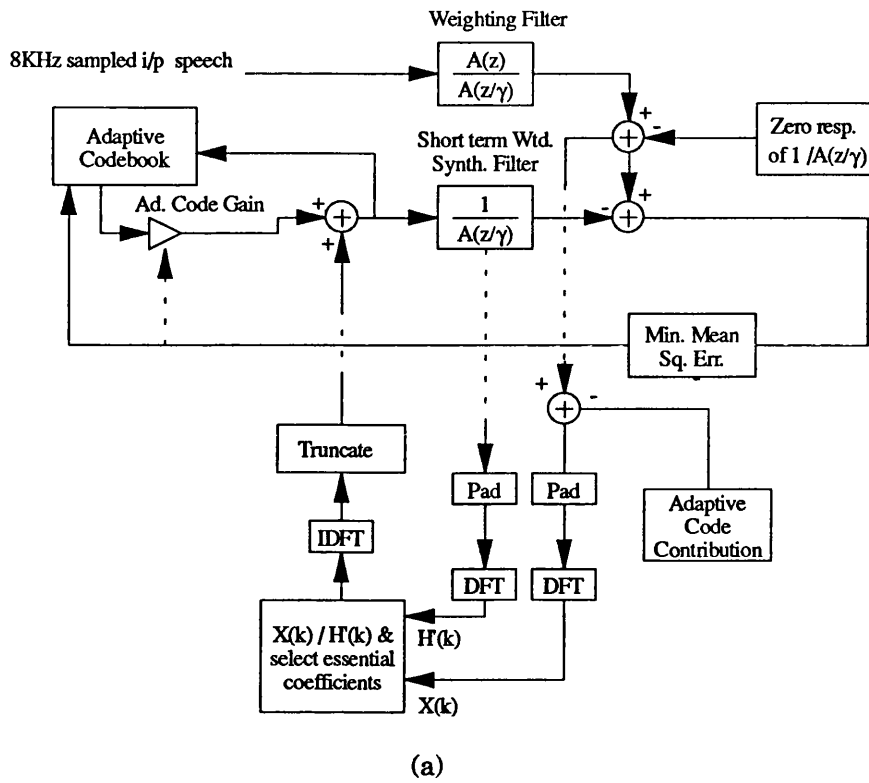 Weighting Filter
8KHz sampled i/p speech
A(z)
A(z/γ)
+
-
+
Zero resp.
of 1 /A(z/γ)
Adaptive
Codebook
Short term Wtd.
Synth. Filter
+
+
-
+
Ad. Code Gain
+
+
+
1
A(z/γ)
Min. Mean
Sq. Err.
+
-
+
Truncate
Pad
Pad
Adaptive
Code
Contribution
IDFT
DFT
DFT
X(k) / H'(k) &
select essential
coefficients
H'(k)
X(k)
(a)